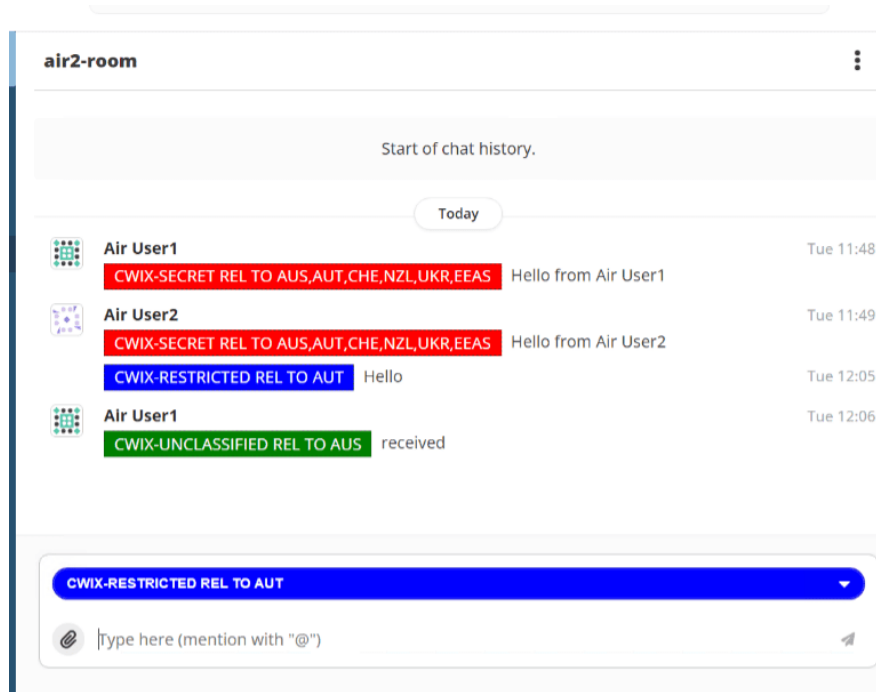 air2-room
Start of chat history.
Today
Air User1
Tue 11:48
CWIX-SECRET REL TO AUS,AUT,CHE,NZL,UKR,EEAS Hello from Air User1
Air User2
Tue 11:49
CWIX-SECRET REL TO AUS,AUT,CHE,NZL,UKR,EEAS Hello from Air User2
CWIX-RESTRICTED REL TO AUT Hello
Tue 12:05
Air User1
Tue 12:06
CWIX-UNCLASSIFIED REL TO AUS received
CWIX-RESTRICTED REL TO AUT
Type here (mention with "@")